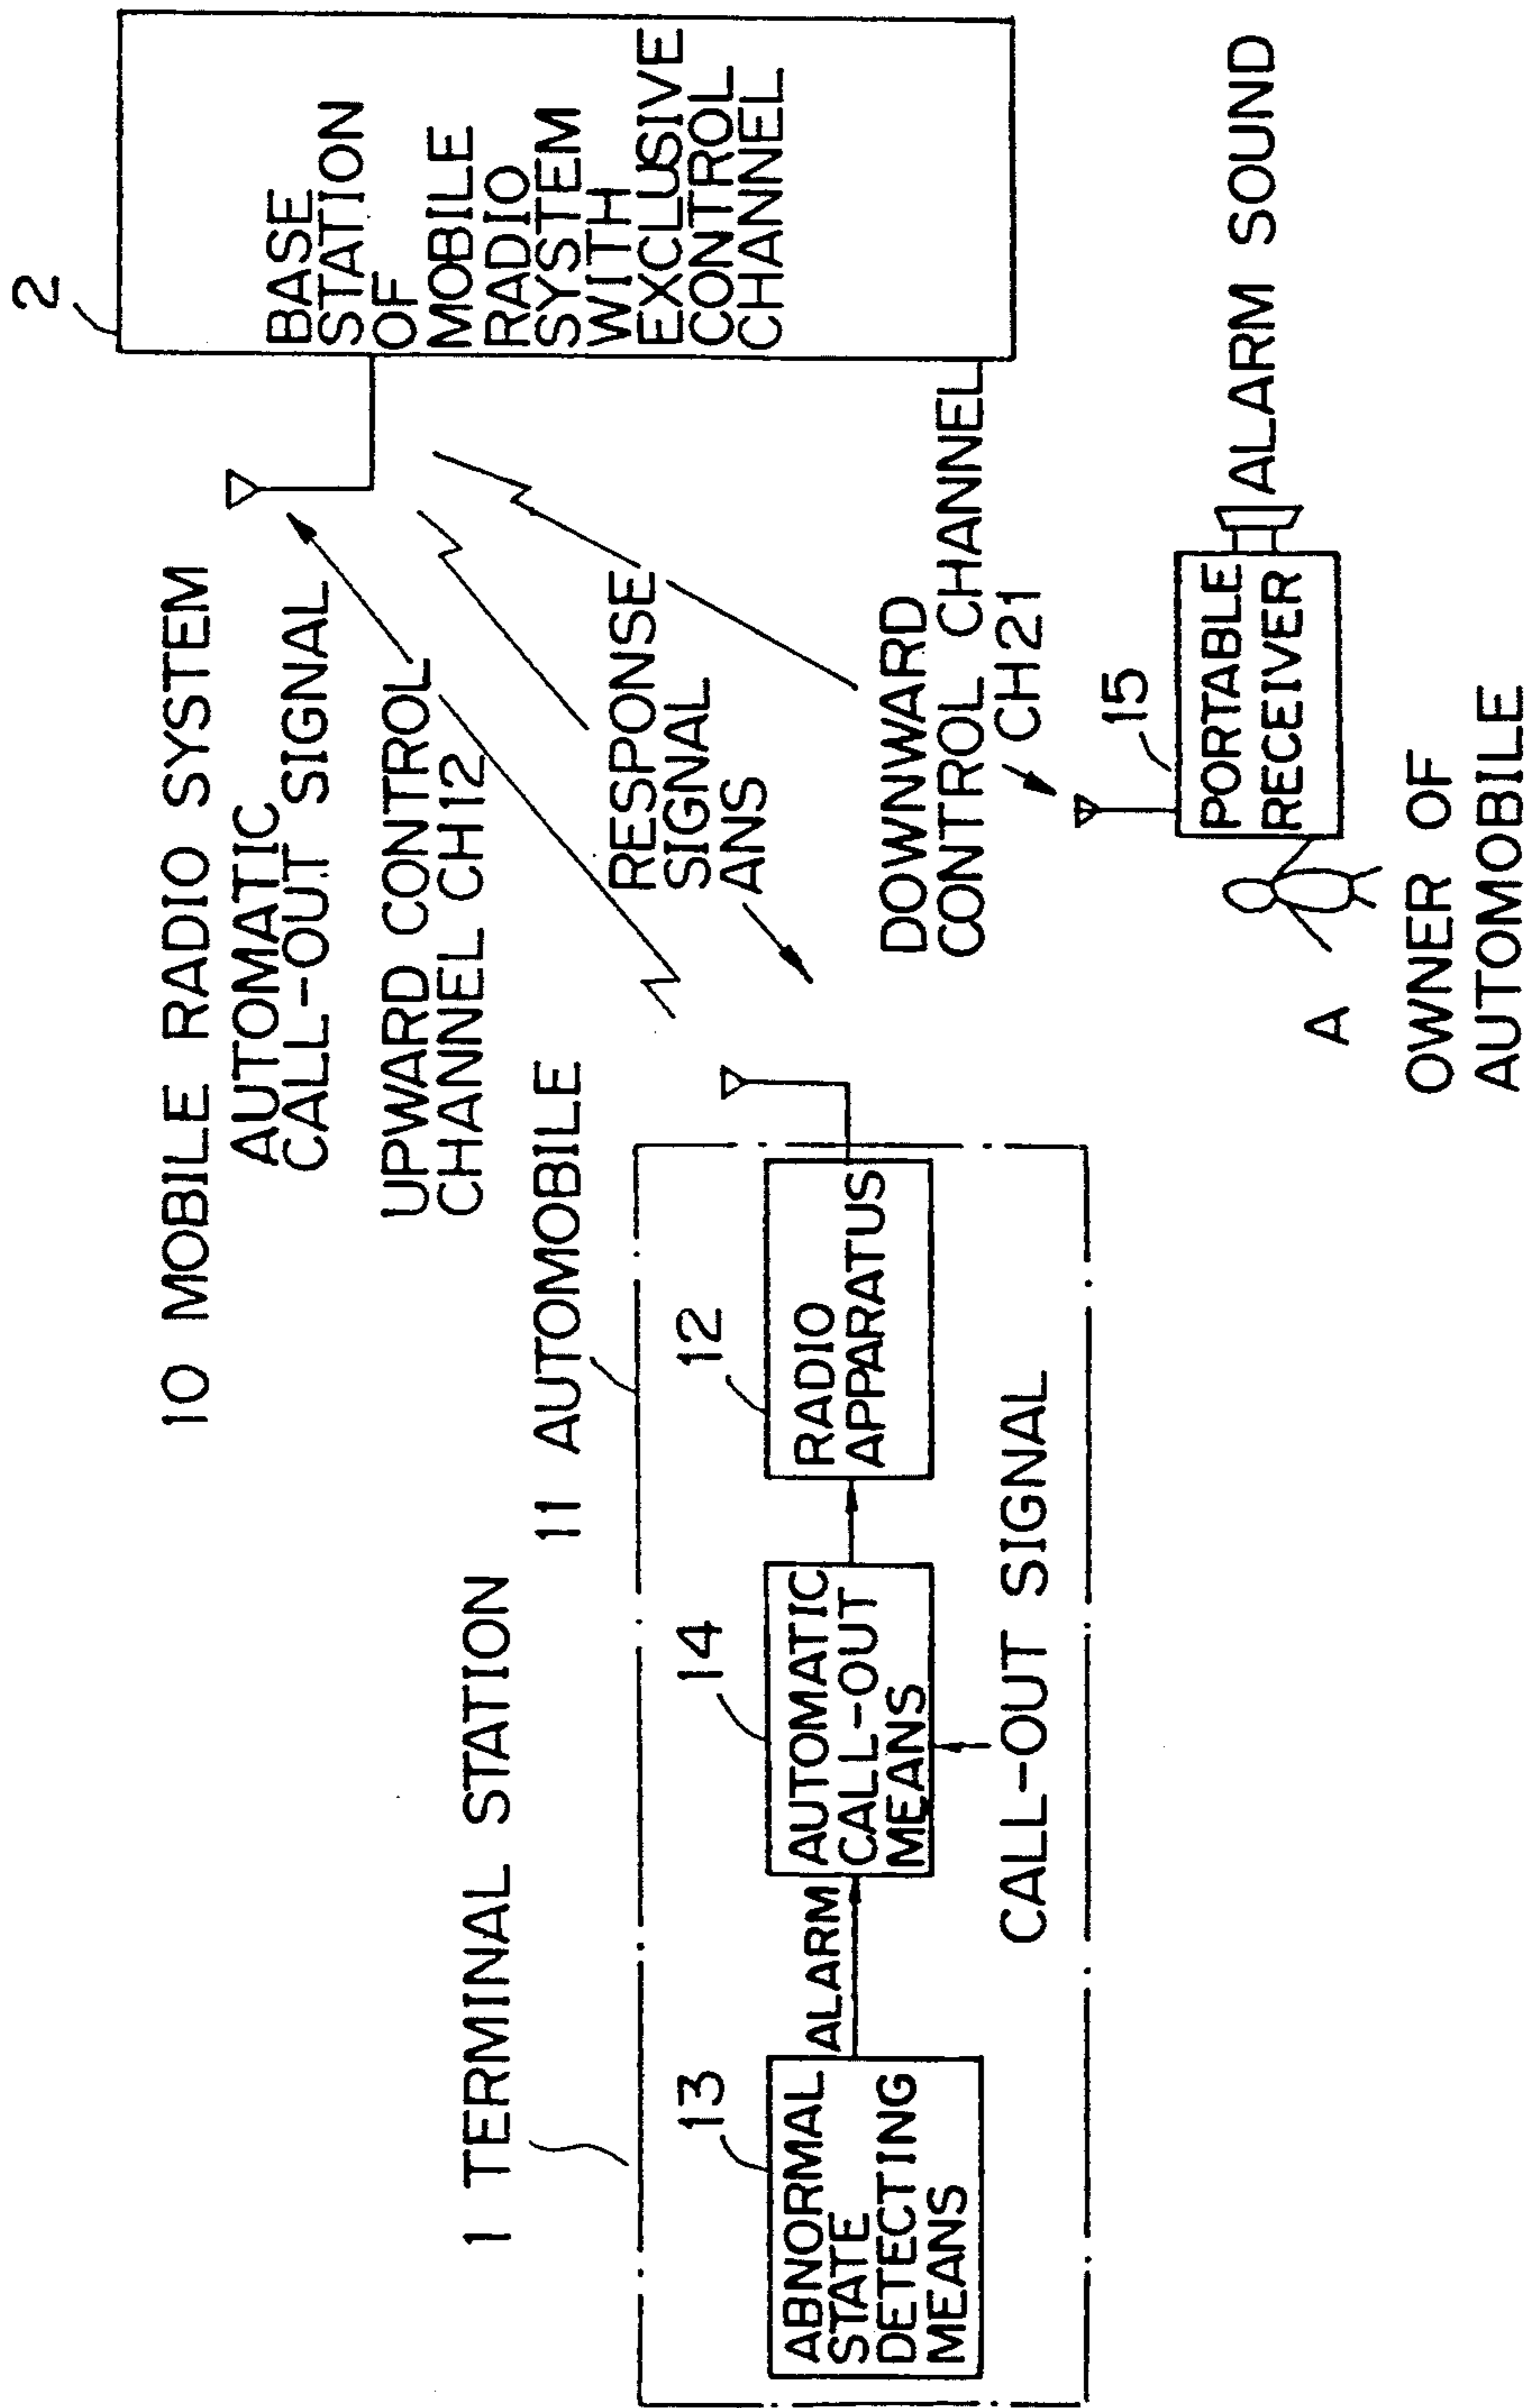 10 MOBILE RADIO SYSTEM
AUTOMATIC
CALL-OUT SIGNAL
UPWARD CONTROL
CHANNEL CH12
2
BASE
STATION
OF
MOBILE
RADIO
SYSTEM
WITH
EXCLUSIVE
CONTROL
CHANNEL
1 TERMINAL STATION
11 AUTOMOBILE
RESPONSE
SIGNAL
ANS
13
ABNORMAL
STATE
DETECTING
MEANS
ALARM
14
AUTOMATIC
CALL-OUT
MEANS
CALL-OUT SIGNAL
12
RADIO
APPARATUS
DOWNWARD
CONTROL CHANNEL
CH21
15
PORTABLE
RECEIVER
ALARM SOUND
A
OWNER OF
AUTOMOBILE